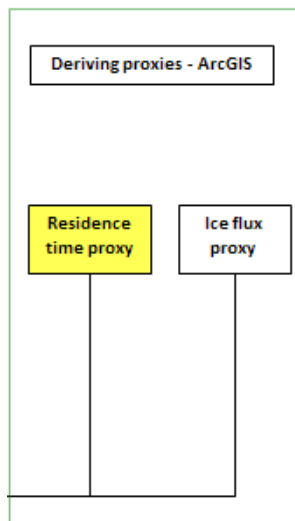 Deriving proxies - ArcGIS
Residence
time proxy
Ice flux
proxy